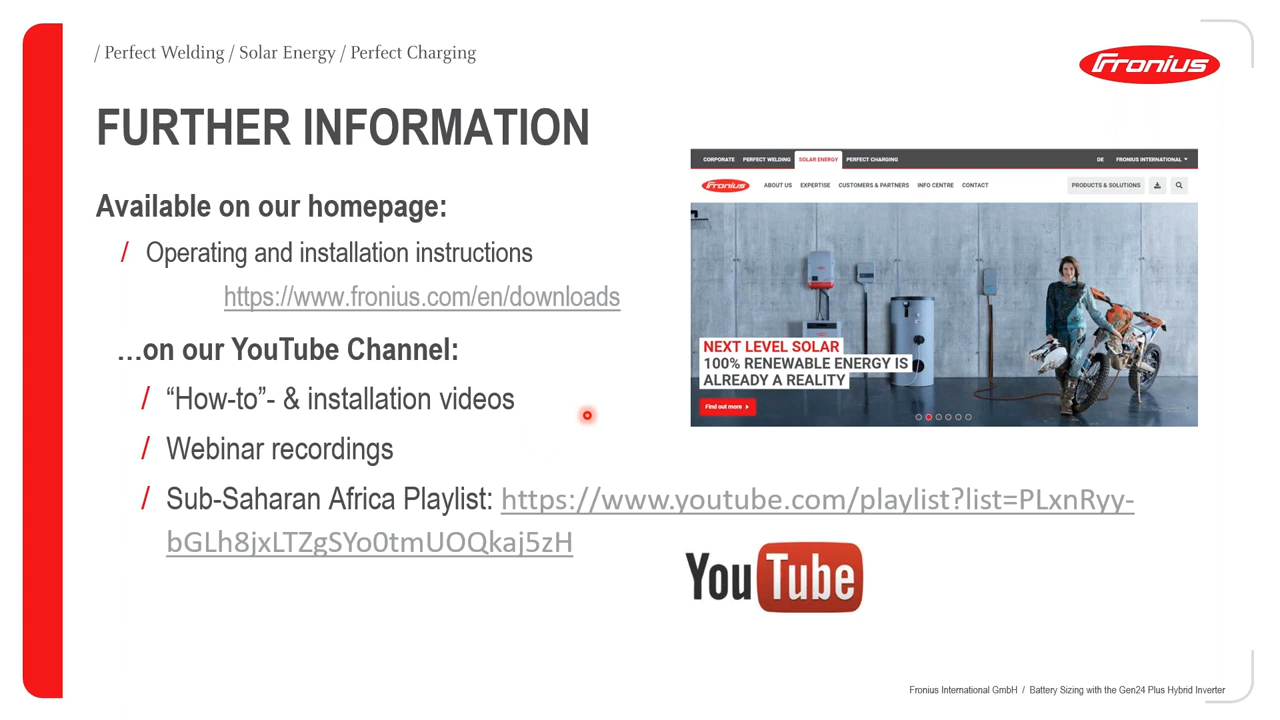 / Perfect Welding / Solar Energy / Perfect Charging
Fronius
FURTHER INFORMATION
Available on our homepage:
/ Operating and installation instructions
https://www.fronius.com/en/downloads
…on our YouTube Channel:
/ “How-to”- & installation videos
/ Webinar recordings
/ Sub-Saharan Africa Playlist: https://www.youtube.com/playlist?list=PLxnRyy-
bGLh8jxLTZgSYo0tmUOQkaj5zH
CORPORATE PERFECT WELDING SOLAR ENERGY PERFECT CHARGING DE FRONIUS INTERNATIONAL
Fronius ABOUT US EXPERTISE CUSTOMERS & PARTNERS INFO CENTRE CONTACT PRODUCTS & SOLUTIONS
NEXT LEVEL SOLAR
100% RENEWABLE ENERGY IS
ALREADY A REALITY
Find out more
YouTube
Fronius International GmbH / Battery Sizing with the Gen24 Plus Hybrid Inverter